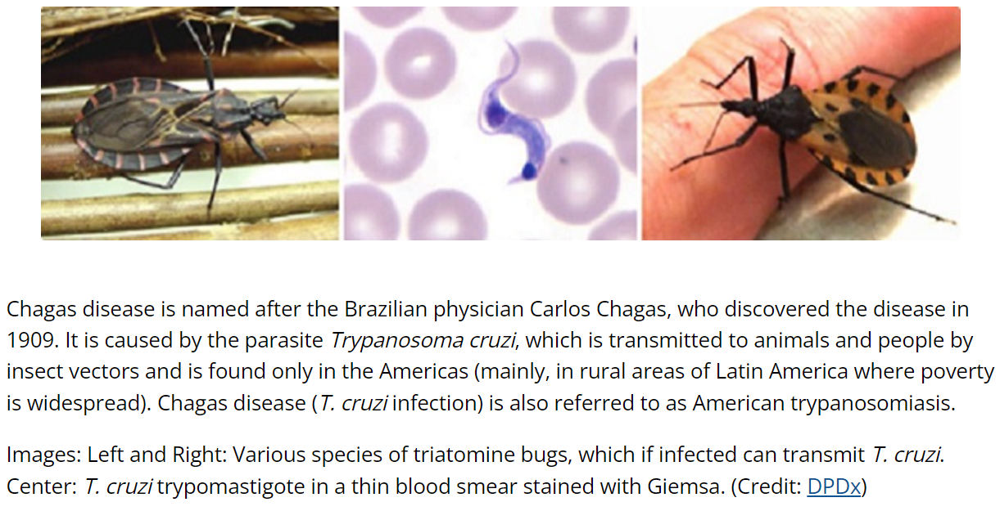 Chagas disease is named after the Brazilian physician Carlos Chagas, who discovered the disease in
1909. It is caused by the parasite Trypanosoma cruzi, which is transmitted to animals and people by
insect vectors and is found only in the Americas (mainly, in rural areas of Latin America where poverty
is widespread). Chagas disease (T. cruzi infection) is also referred to as American trypanosomiasis.
Images: Left and Right: Various species of triatomine bugs, which if infected can transmit T. cruzi.
Center: T. cruzi trypomastigote in a thin blood smear stained with Giemsa. (Credit: DPDx)